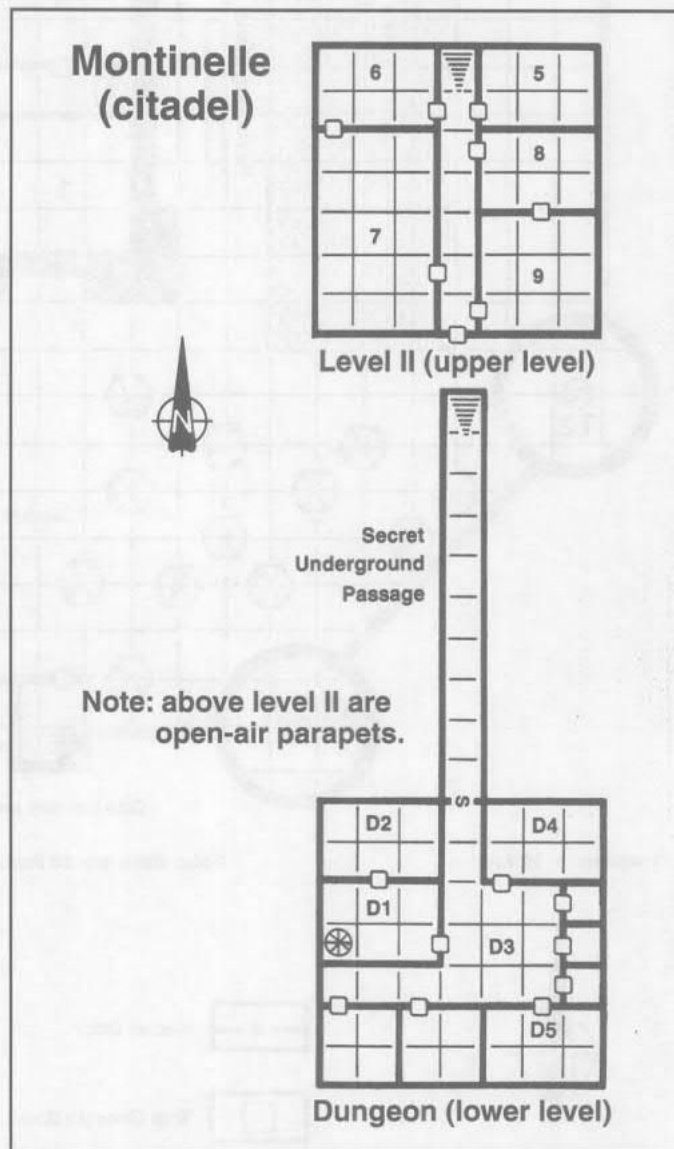 Montinelle
(citadel)
6
5
8
7
9
Level II (upper level)
N
Secret
Underground
Passage
Note: above level II are
open-air parapets.
S
D2
D4
D1
D3
D5
Dungeon (lower level)